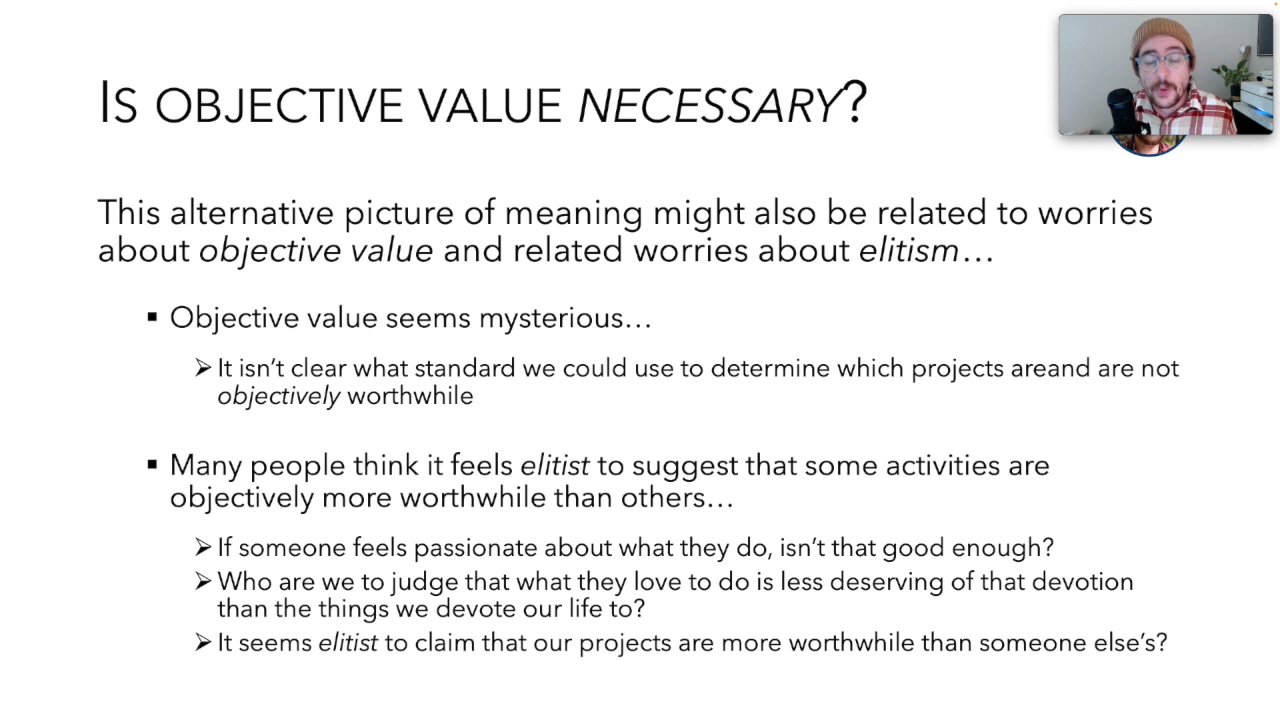 IS OBJECTIVE VALUE NECESSARY?
This alternative picture of meaning might also be related to worries
about objective value and related worries about elitism…
▪ Objective value seems mysterious…
➢ It isn't clear what standard we could use to determine which projects areand are not
objectively worthwhile
▪ Many people think it feels elitist to suggest that some activities are
objectively more worthwhile than others…
➢ If someone feels passionate about what they do, isn't that good enough?
➢ Who are we to judge that what they love to do is less deserving of that devotion
than the things we devote our life to?
➢ It seems elitist to claim that our projects are more worthwhile than someone else's?